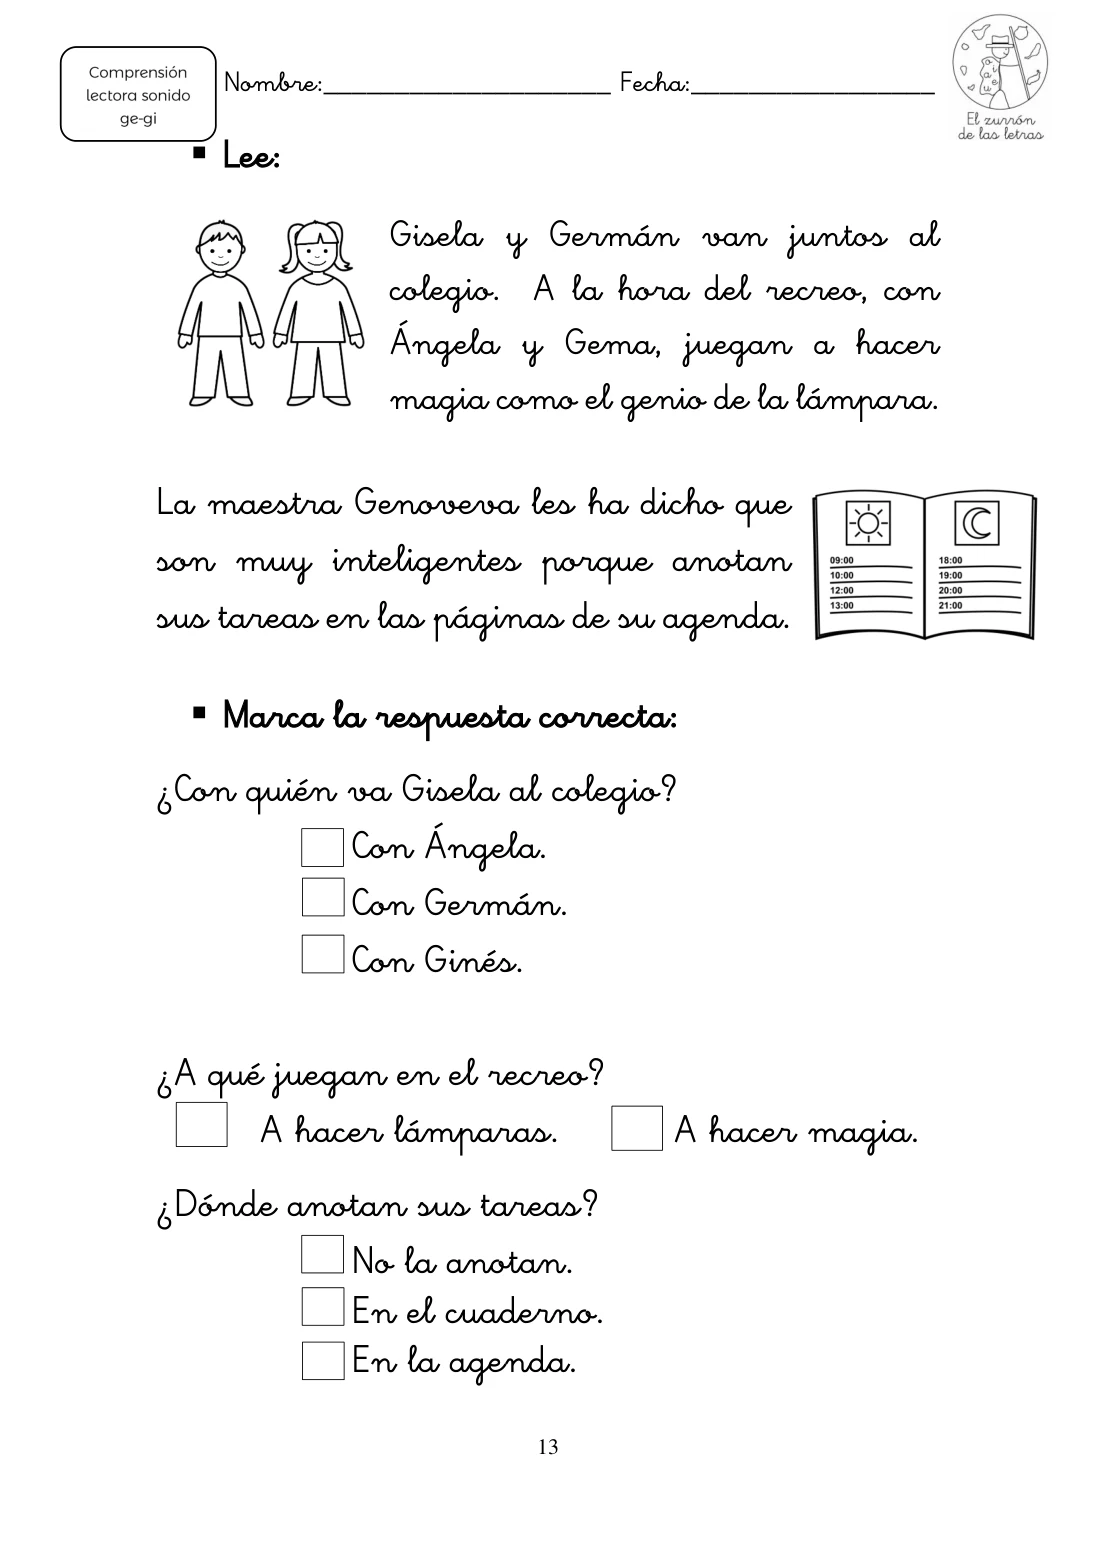 Comprensión
lectora sonido
ge-gi
Nombre:____________________ Fecha:_________________
El zurrón
de las letras
▪ Lee:
Gisela y Germán van juntos al
colegio. A la hora del recreo, con
Ángela y Gema, juegan a hacer
magia como el genio de la lámpara.
La maestra Genoveva les ha dicho que
son muy inteligentes porque anotan
sus tareas en las páginas de su agenda.
09:00
10:00
12:00
13:00
18:00
19:00
20:00
21:00
▪ Marca la respuesta correcta:
¿Con quién va Gisela al colegio?
Con Ángela.
Con Germán.
Con Ginés.
¿A qué juegan en el recreo?
A hacer lámparas. A hacer magia.
¿Dónde anotan sus tareas?
No la anotan.
En el cuaderno.
En la agenda.
13